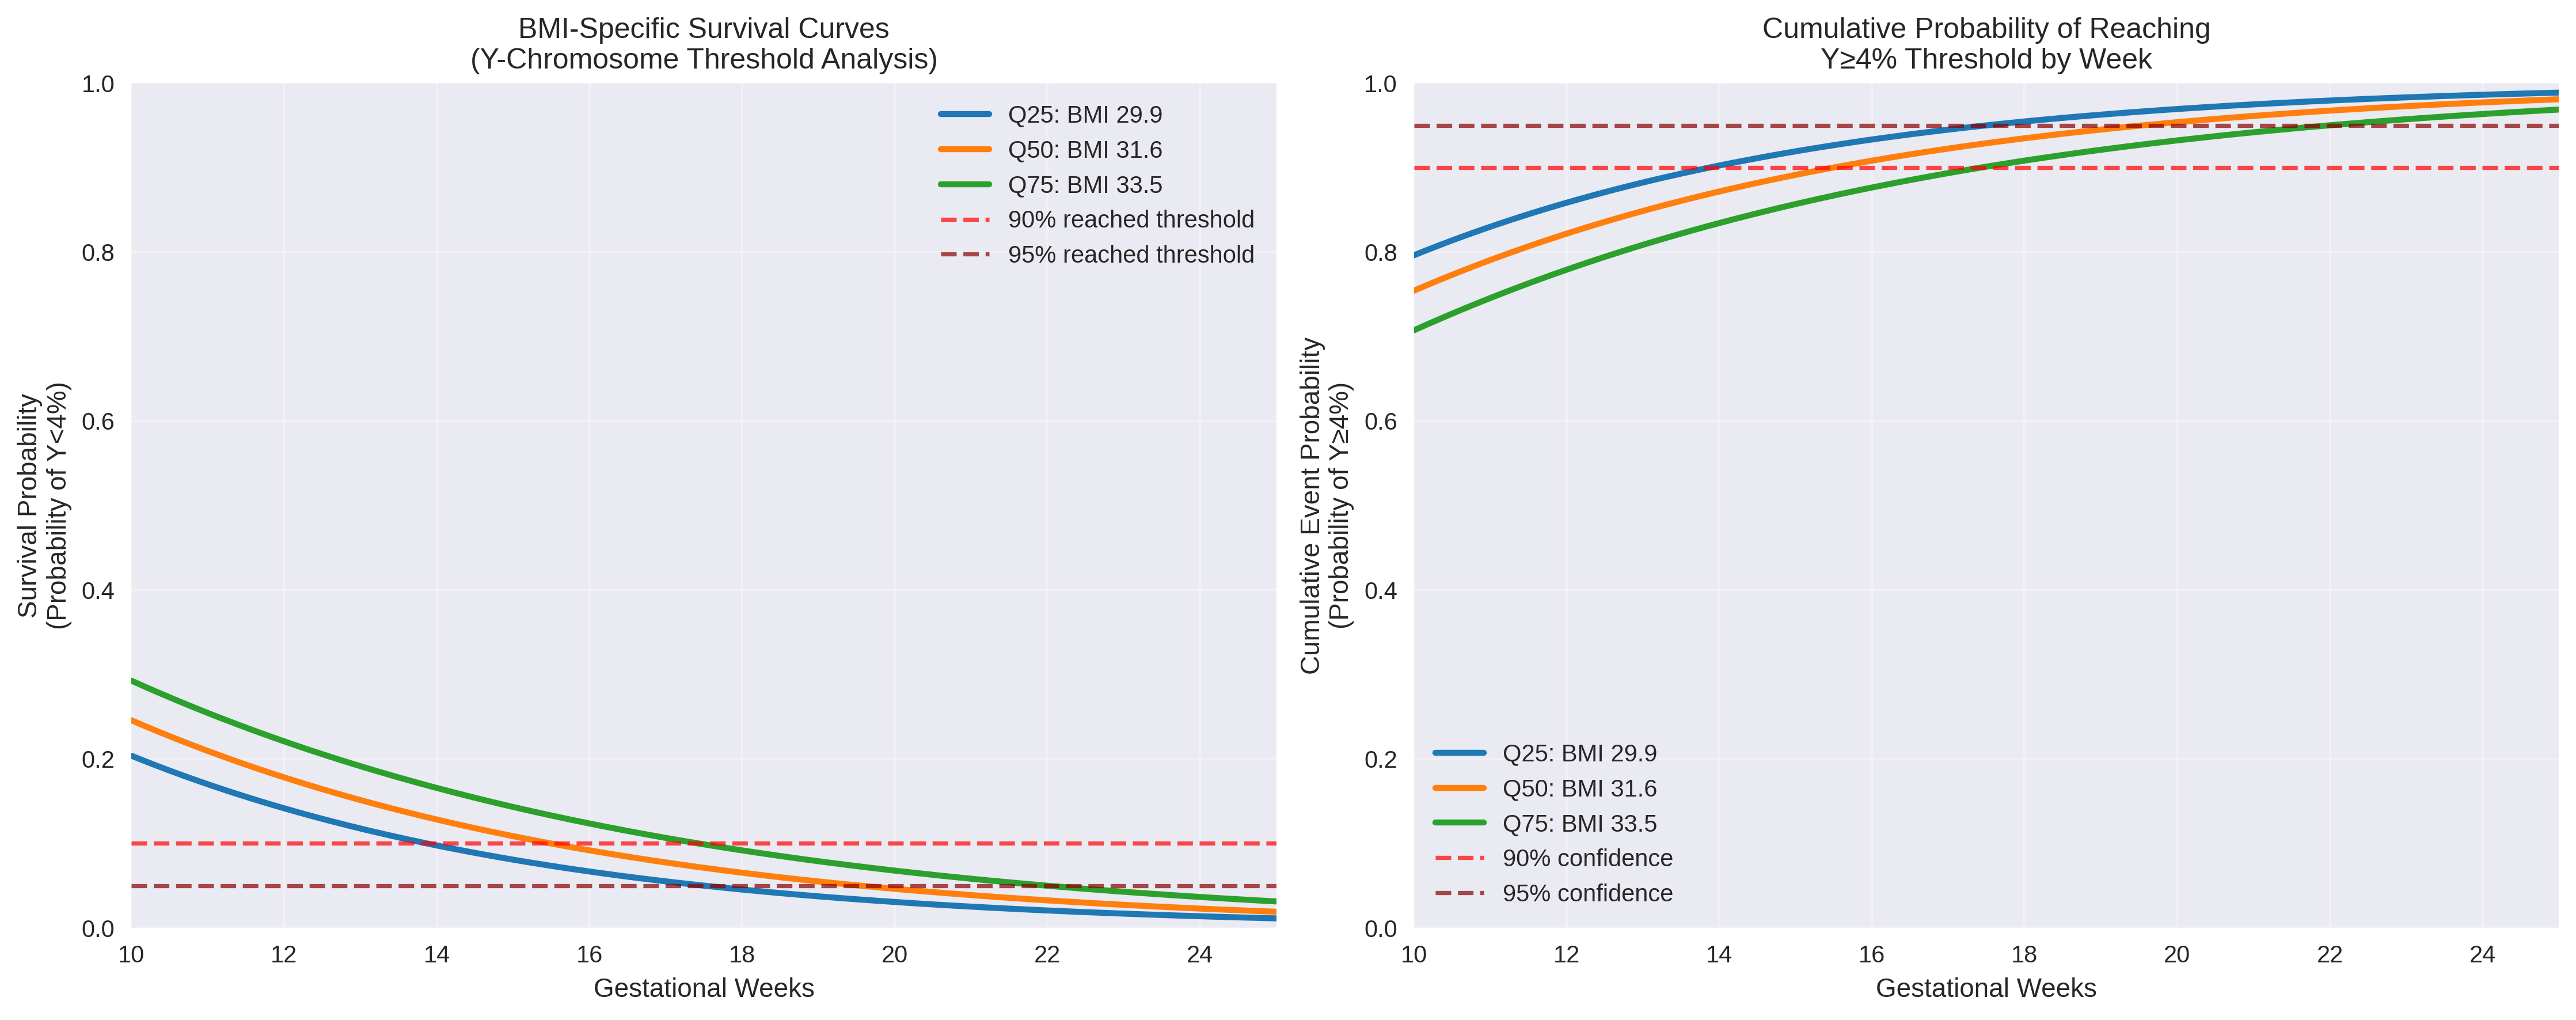 BMI-Specific Survival Curves
(Y-Chromosome Threshold Analysis)
Survival Probability
(Probability of Y<4%)
1.0
0.8
0.6
0.4
0.2
0.0
Q25: BMI 29.9
Q50: BMI 31.6
Q75: BMI 33.5
90% reached threshold
95% reached threshold
10 12 14 16 18 20 22 24
Gestational Weeks
Cumulative Probability of Reaching
Y≥4% Threshold by Week
Cumulative Event Probability
(Probability of Y≥4%)
1.0
0.8
0.6
0.4
0.2
0.0
Q25: BMI 29.9
Q50: BMI 31.6
Q75: BMI 33.5
90% confidence
95% confidence
10 12 14 16 18 20 22 24
Gestational Weeks